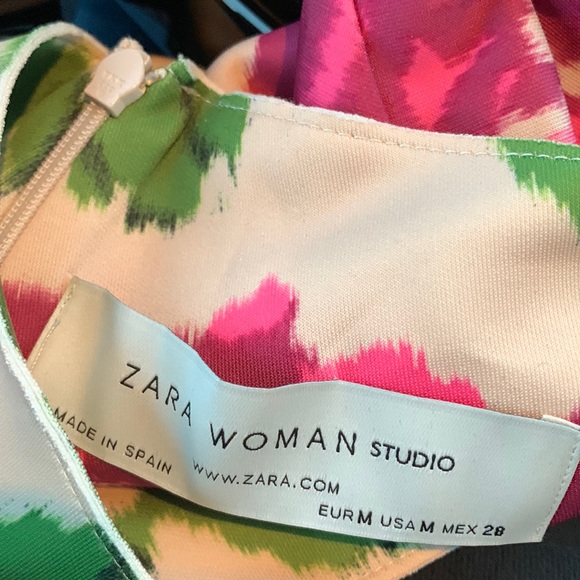 ZARA WOMAN STUDIO
MADE IN SPAIN
WWW.ZARA.COM
EUR M USA M MEX 28